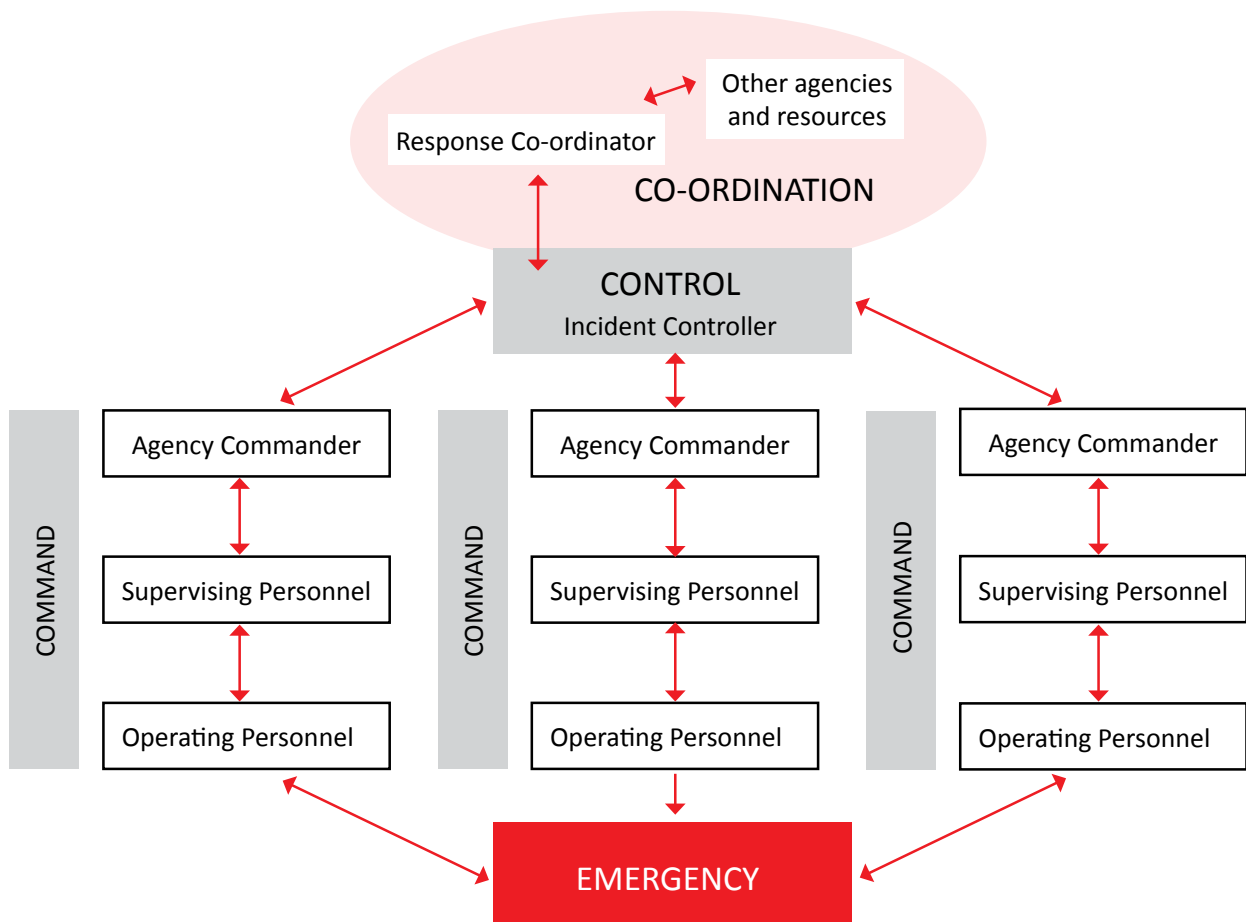 Other agencies
and resources
Response Co-ordinator
CO-ORDINATION
CONTROL
Incident Controller
COMMAND
Agency Commander
Supervising Personnel
Operating Personnel
COMMAND
Agency Commander
Supervising Personnel
Operating Personnel
COMMAND
Agency Commander
Supervising Personnel
Operating Personnel
EMERGENCY